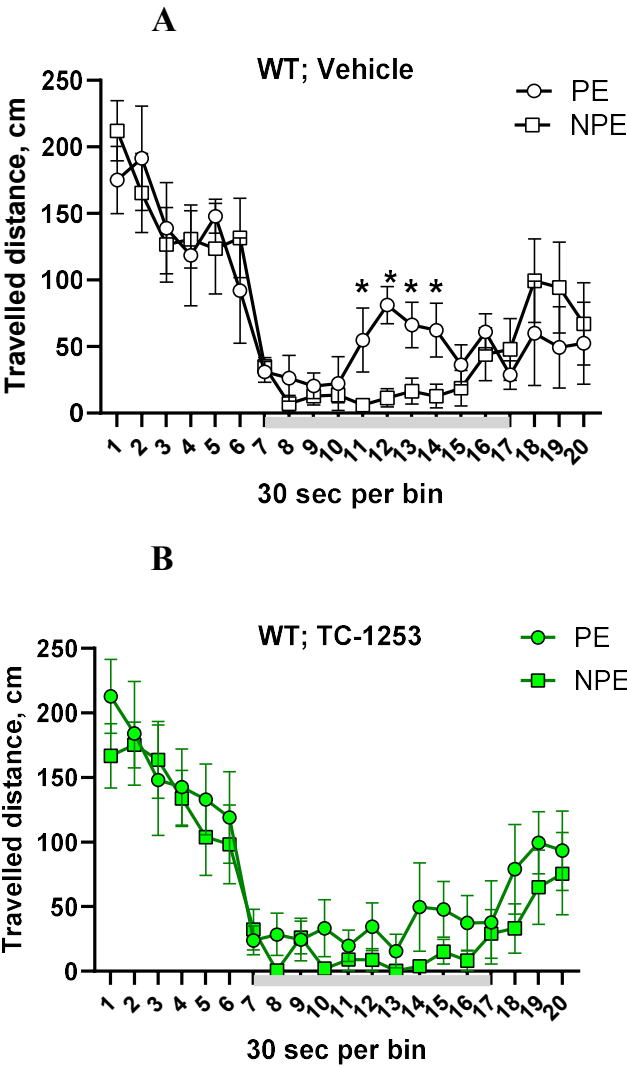 A
WT; Vehicle
PE
NPE
Travelled distance, cm
250
200
150
100
50
0
* * * *
1 2 3 4 5 6 7 8 9 10 11 12 13 14 15 16 17 18 19 20
30 sec per bin
B
WT; TC-1253
PE
NPE
Travelled distance, cm
250
200
150
100
50
0
1 2 3 4 5 6 7 8 9 10 11 12 13 14 15 16 17 18 19 20
30 sec per bin